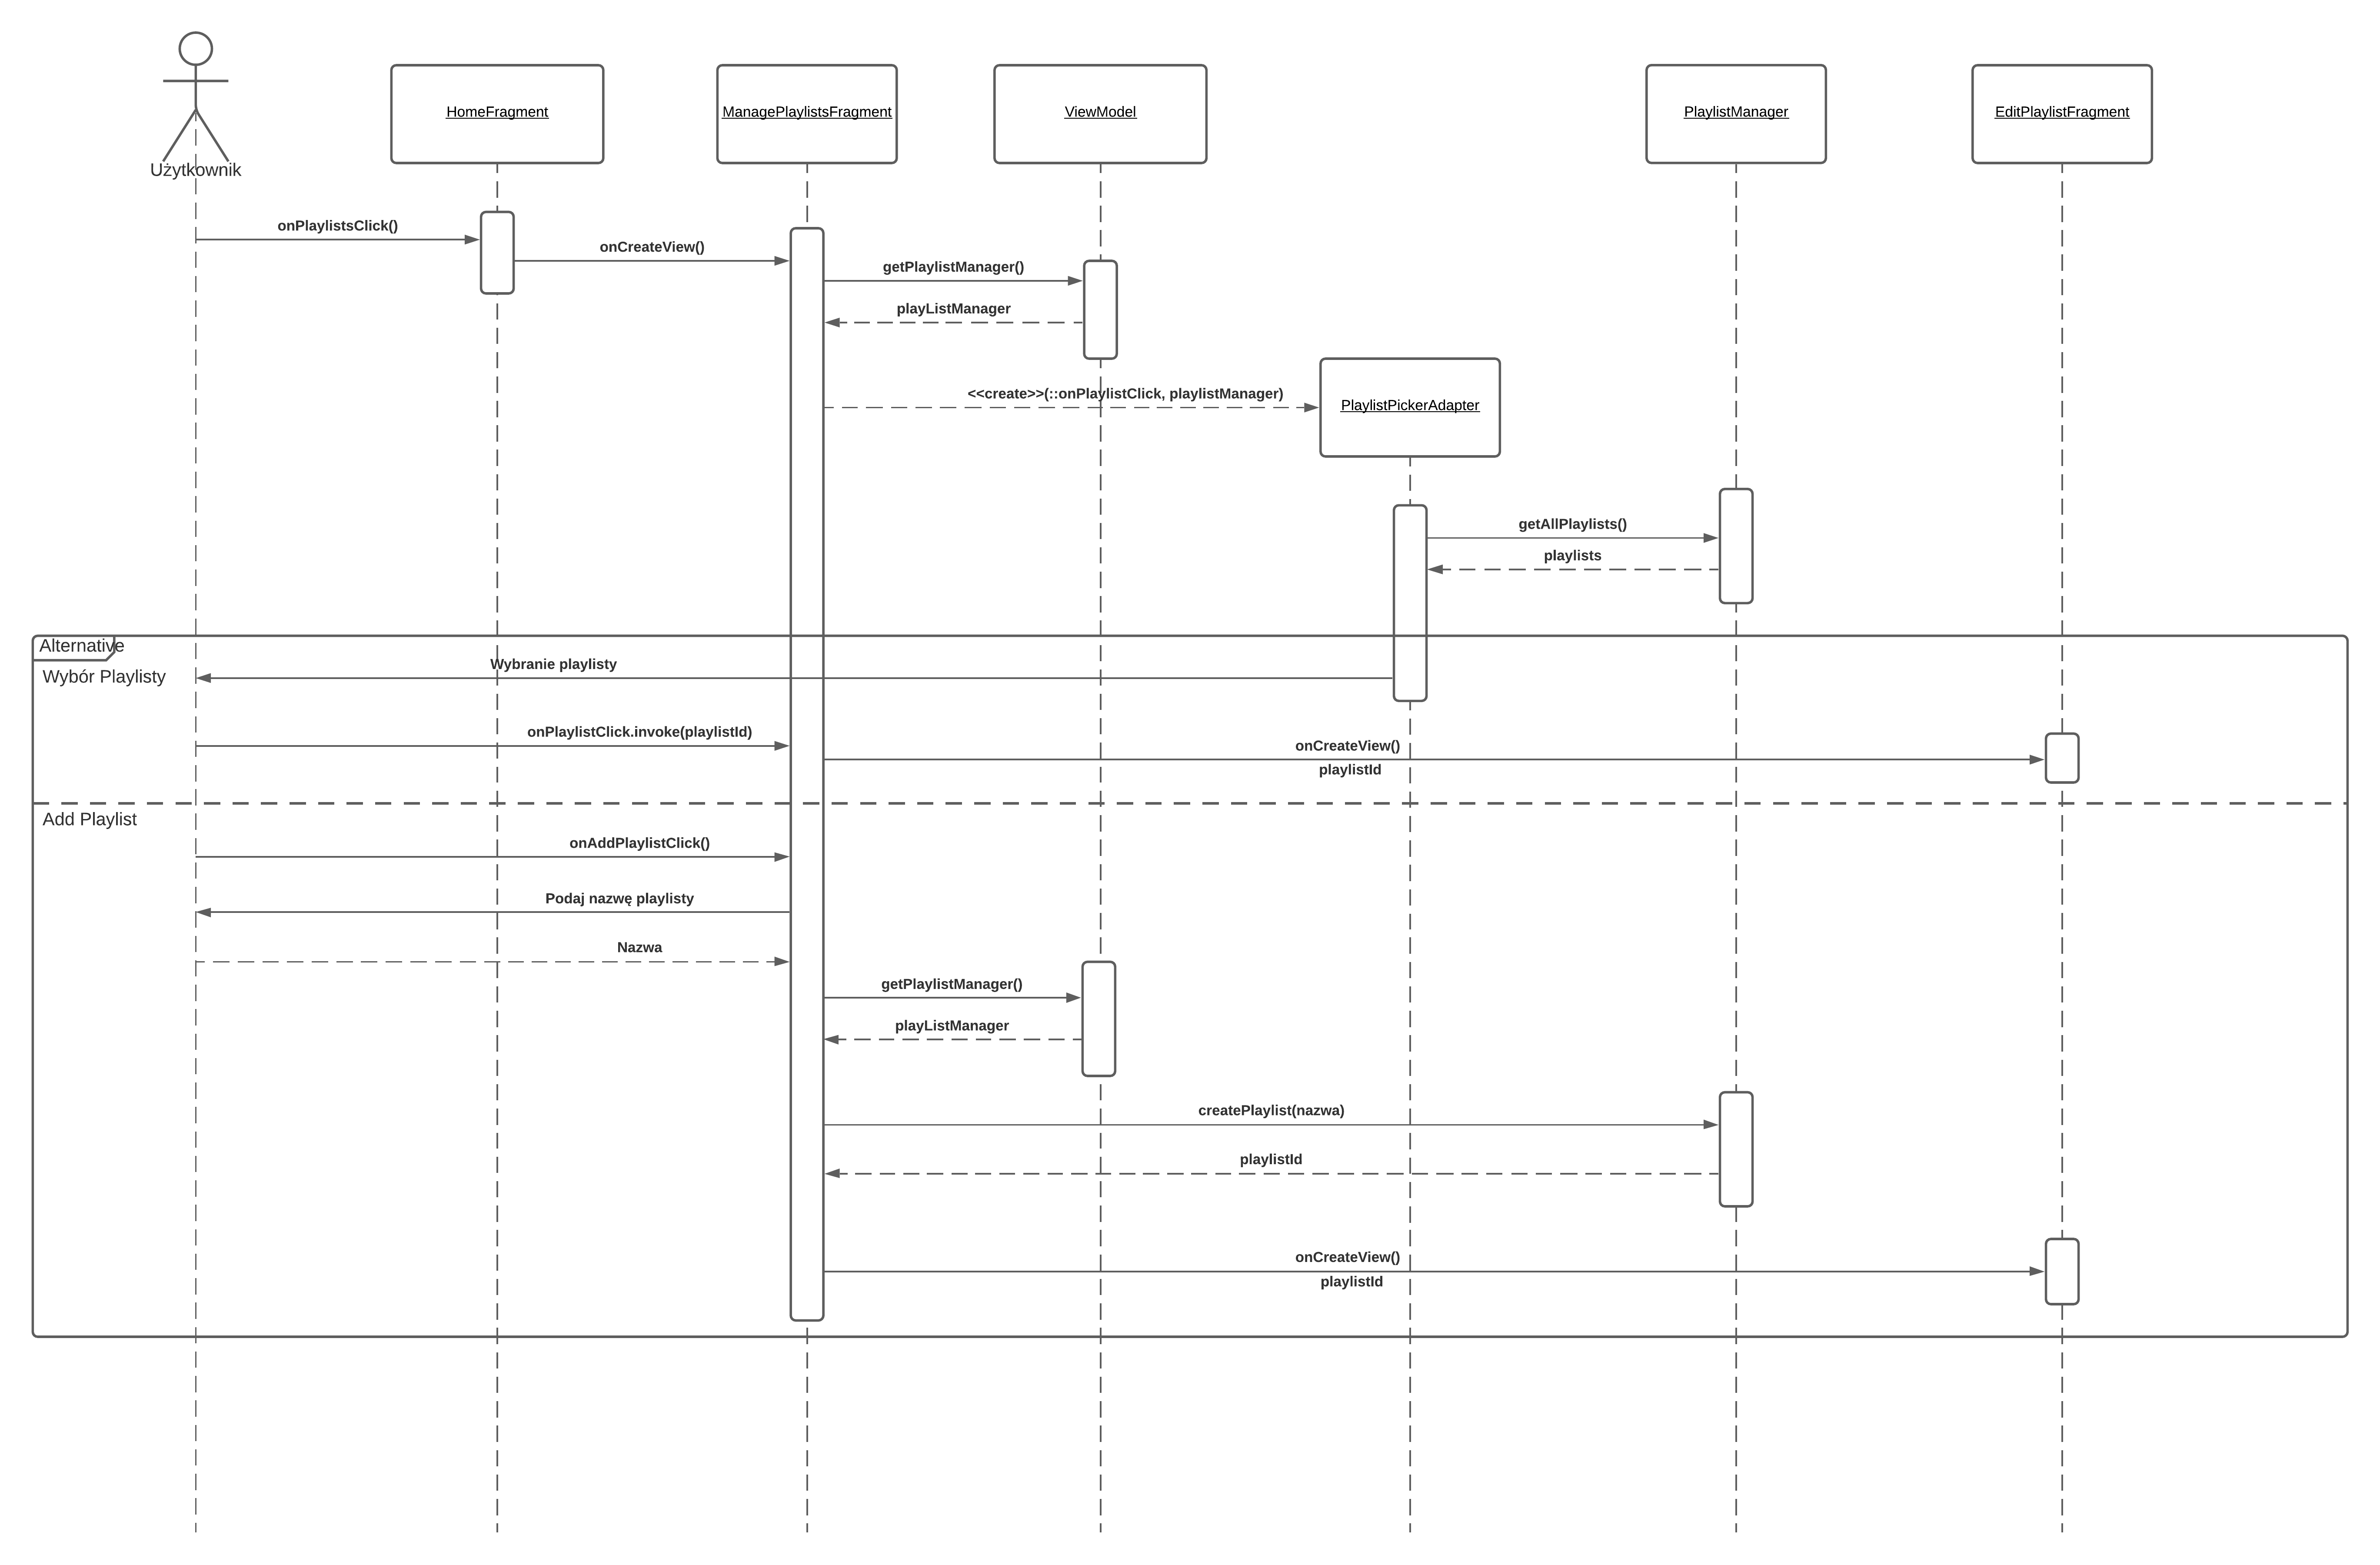 Użytkownik
HomeFragment
ManagePlaylistsFragment
ViewModel
PlaylistManager
EditPlaylistFragment
onPlaylistsClick()
onCreateView()
getPlaylistManager()
playListManager
<<create>>(::onPlaylistClick, playlistManager)
PlaylistPickerAdapter
getAllPlaylists()
playlists
Alternative
Wybór Playlisty
Wybranie playlisty
onPlaylistClick.invoke(playlistId)
onCreateView()
playlistId
Add Playlist
onAddPlaylistClick()
Podaj nazwę playlisty
Nazwa
getPlaylistManager()
playListManager
createPlaylist(nazwa)
playlistId
onCreateView()
playlistId